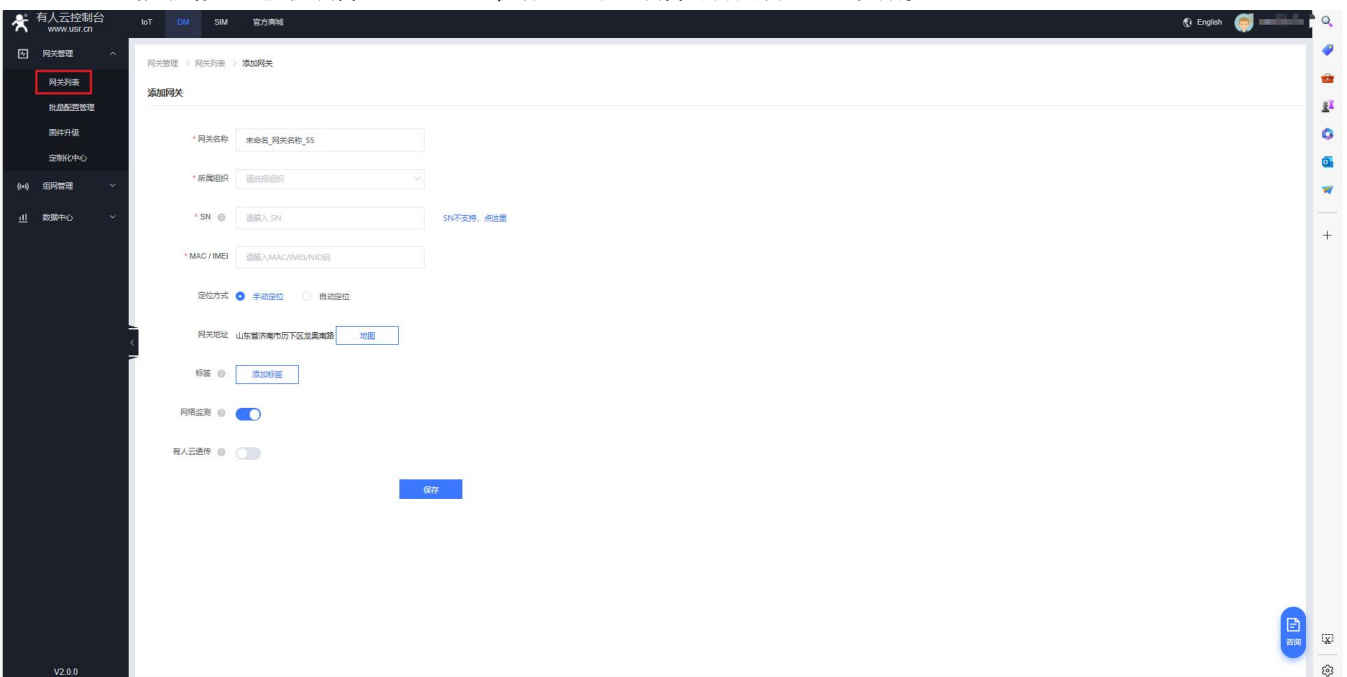 有人云控制台
www.usr.cn
IoT DM SIM 官方商城
English
网关管理
网关列表
批量配置管理
固件升级
定制化中心
组网管理
数据中心
V2.0.0
网关管理 > 网关列表 > 添加网关
添加网关
* 网关名称 未命名_网关名称_55
* 所属组织 请选择组织
* SN 请输入 SN SN不支持，点这里
* MAC / IMEI 请输入MAC/IMEI/NID码
定位方式 手动定位 自动定位
网关地址 山东省济南市历下区龙奥南路 地图
标签 添加标签
网络监测
有人云透传
保存
咨询